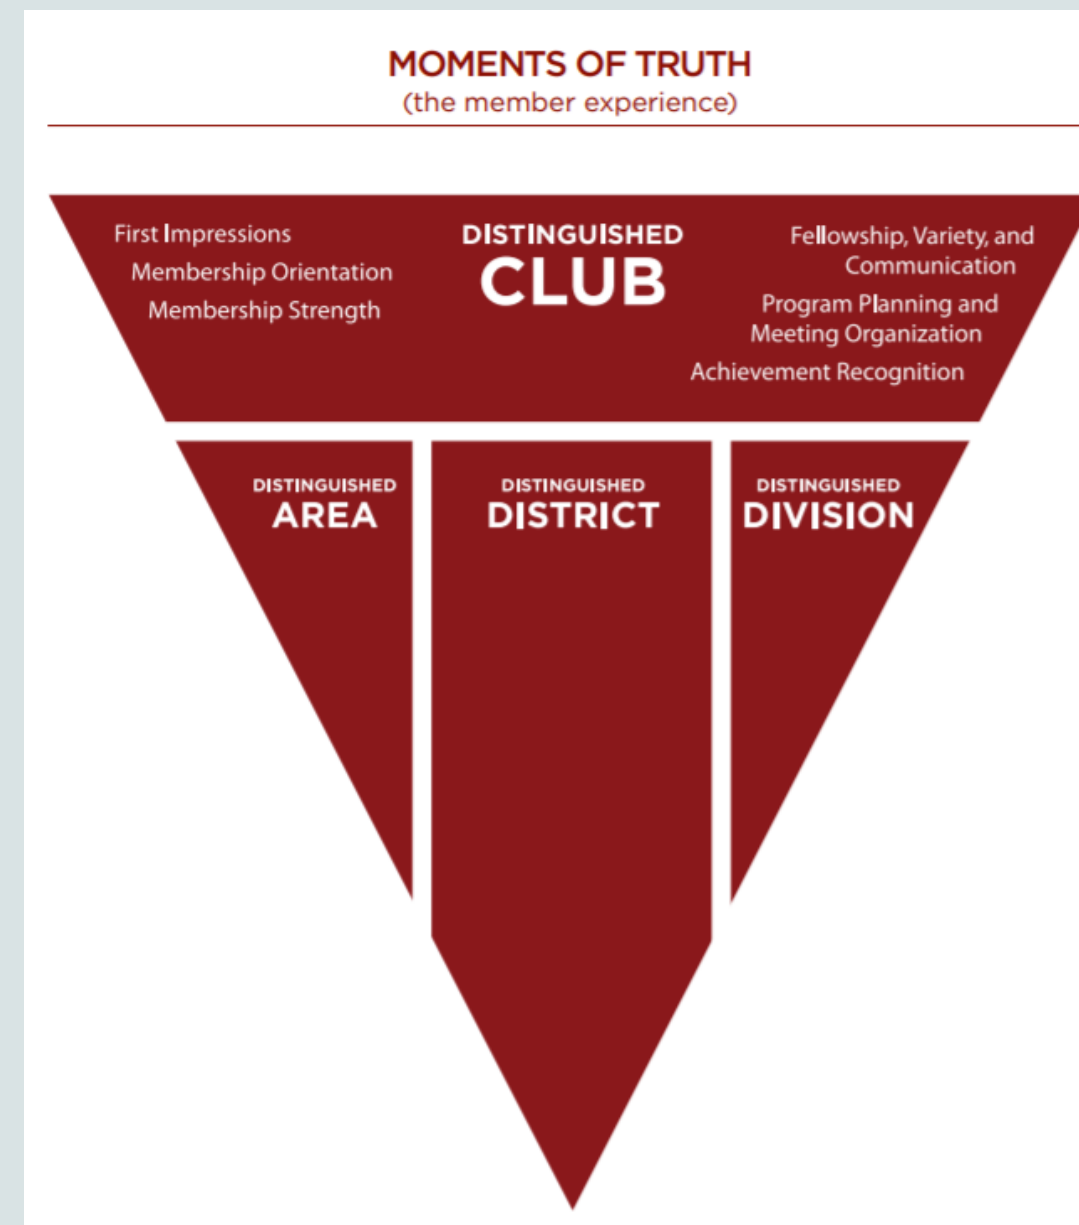 MOMENTS OF TRUTH
(the member experience)
First Impressions
Membership Orientation
Membership Strength
DISTINGUISHED
CLUB
Fellowship, Variety, and
Communication
Program Planning and
Meeting Organization
Achievement Recognition
DISTINGUISHED
AREA
DISTINGUISHED
DISTRICT
DISTINGUISHED
DIVISION